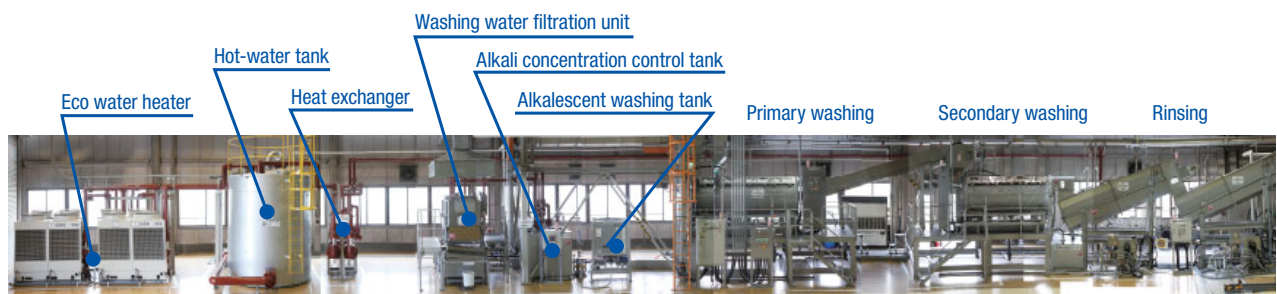 Washing water filtration unit
Hot-water tank
Alkali concentration control tank
Eco water heater
Heat exchanger
Alkalescent washing tank
Primary washing
Secondary washing
Rinsing